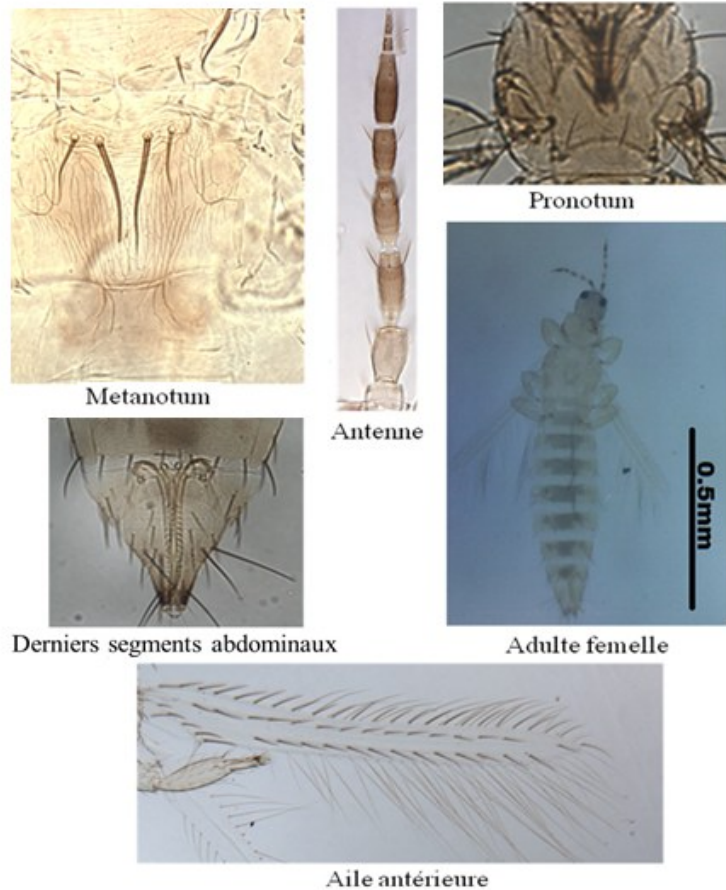 Pronotum
Metanotum
Antenne
0.5mm
Derniers segments abdominaux
Adulte femelle
Aile antérieure